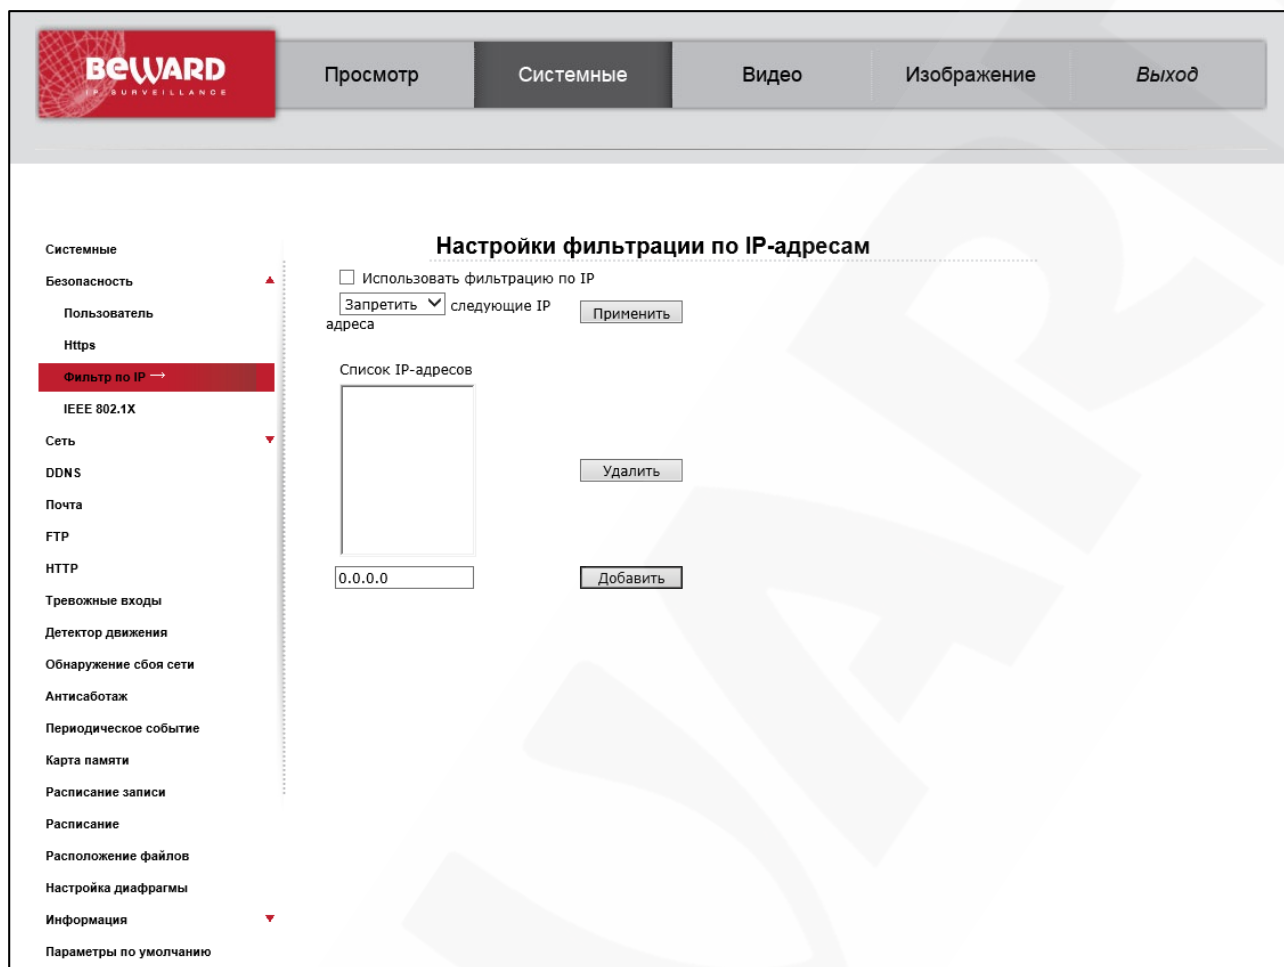 BEWARD
IP SURVEILLANCE
Просмотр
Системные
Видео
Изображение
Выход
Системные
Безопасность
Пользователь
Https
Фильтр по IP →
IEEE 802.1X
Сеть
DDNS
Почта
FTP
HTTP
Тревожные входы
Детектор движения
Обнаружение сбоя сети
Антисаботаж
Периодическое событие
Карта памяти
Расписание записи
Расписание
Расположение файлов
Настройка диафрагмы
Информация
Параметры по умолчанию
Настройки фильтрации по IP-адресам
Использовать фильтрацию по IP
Запретить следующие IP
адреса
Применить
Список IP-адресов
Удалить
0.0.0.0
Добавить